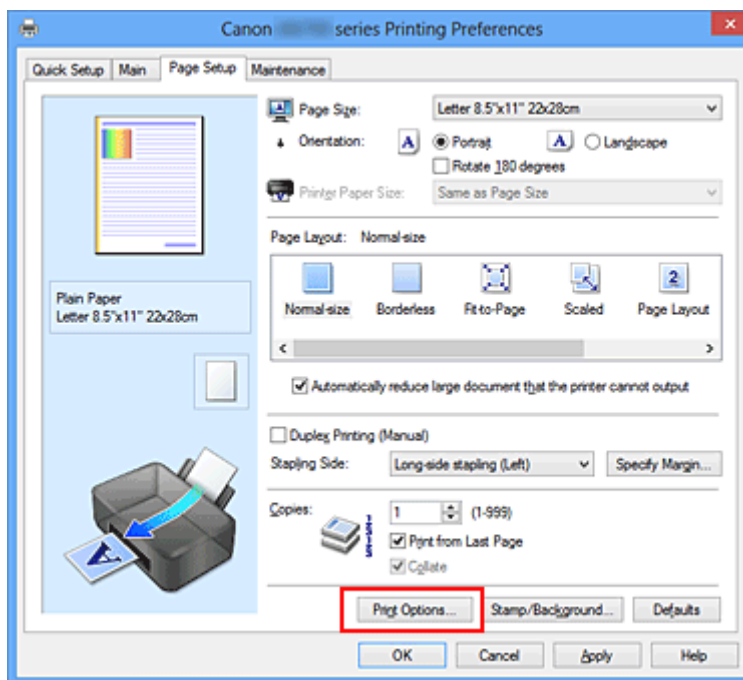 Canon series Printing Preferences
Quick Setup Main Page Setup Maintenance
Page Size: Letter 8.5"x11" 22x28cm
Orientation: A Portrait A Landscape
Rotate 180 degrees
Printer Paper Size: Same as Page Size
Page Layout: Normal-size
2
Normal-size Borderless Fit-to-Page Scaled Page Layout
Plain Paper
Letter 8.5"x11" 22x28cm
Automatically reduce large document that the printer cannot output
Duplex Printing (Manual)
Stapling Side: Long-side stapling (Left) Specify Margin...
Copies: 1 (1-999)
Print from Last Page
Collate
A
Print Options... Stamp/Background... Defaults
OK Cancel Apply Help